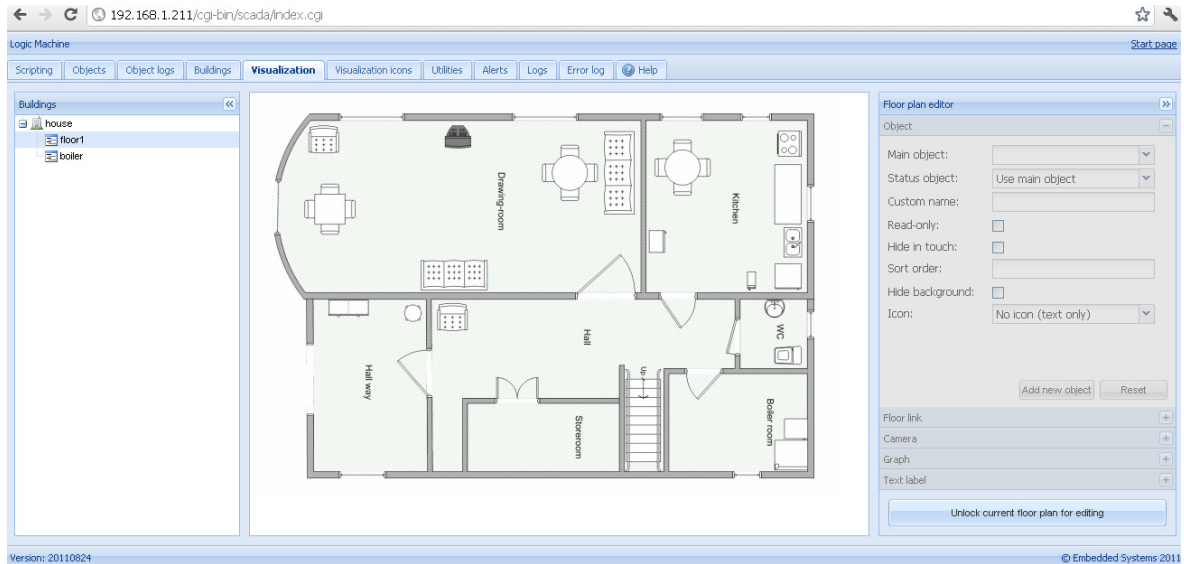 192.168.1.211/cgi-bin/scada/index.cgi
Logic Machine
Start page
Scripting Objects Object logs Buildings Visualization Visualization icons Utilities Alerts Logs Error log Help
Buildings
house
floor1
boiler
Drawing-room
Kitchen
Hall
WC
Hall way
Up
Storeroom
Boiler room
Floor plan editor
Object
Main object:
Status object: Use main object
Custom name:
Read-only:
Hide in touch:
Sort order:
Hide background:
Icon: No icon (text only)
Add new object Reset
Floor link
Camera
Graph
Text label
Unlock current floor plan for editing
Version: 20110824
© Embedded Systems 2011